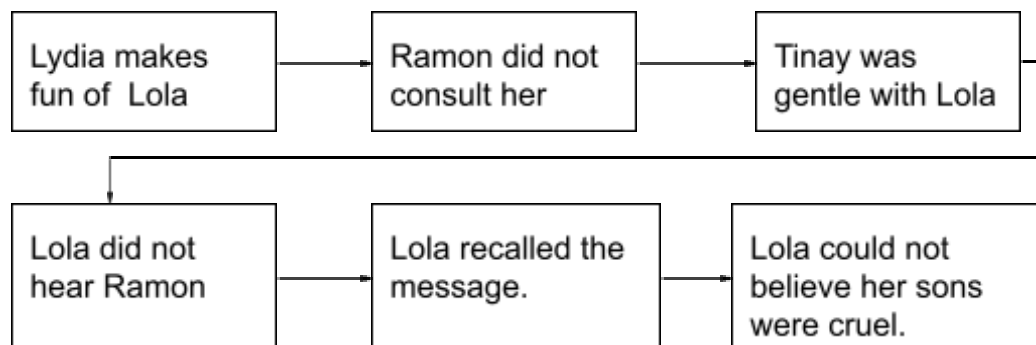 Lydia makes
fun of Lola
Ramon did not
consult her
Tinay was
gentle with Lola
Lola did not
hear Ramon
Lola recalled the
message.
Lola could not
believe her sons
were cruel.